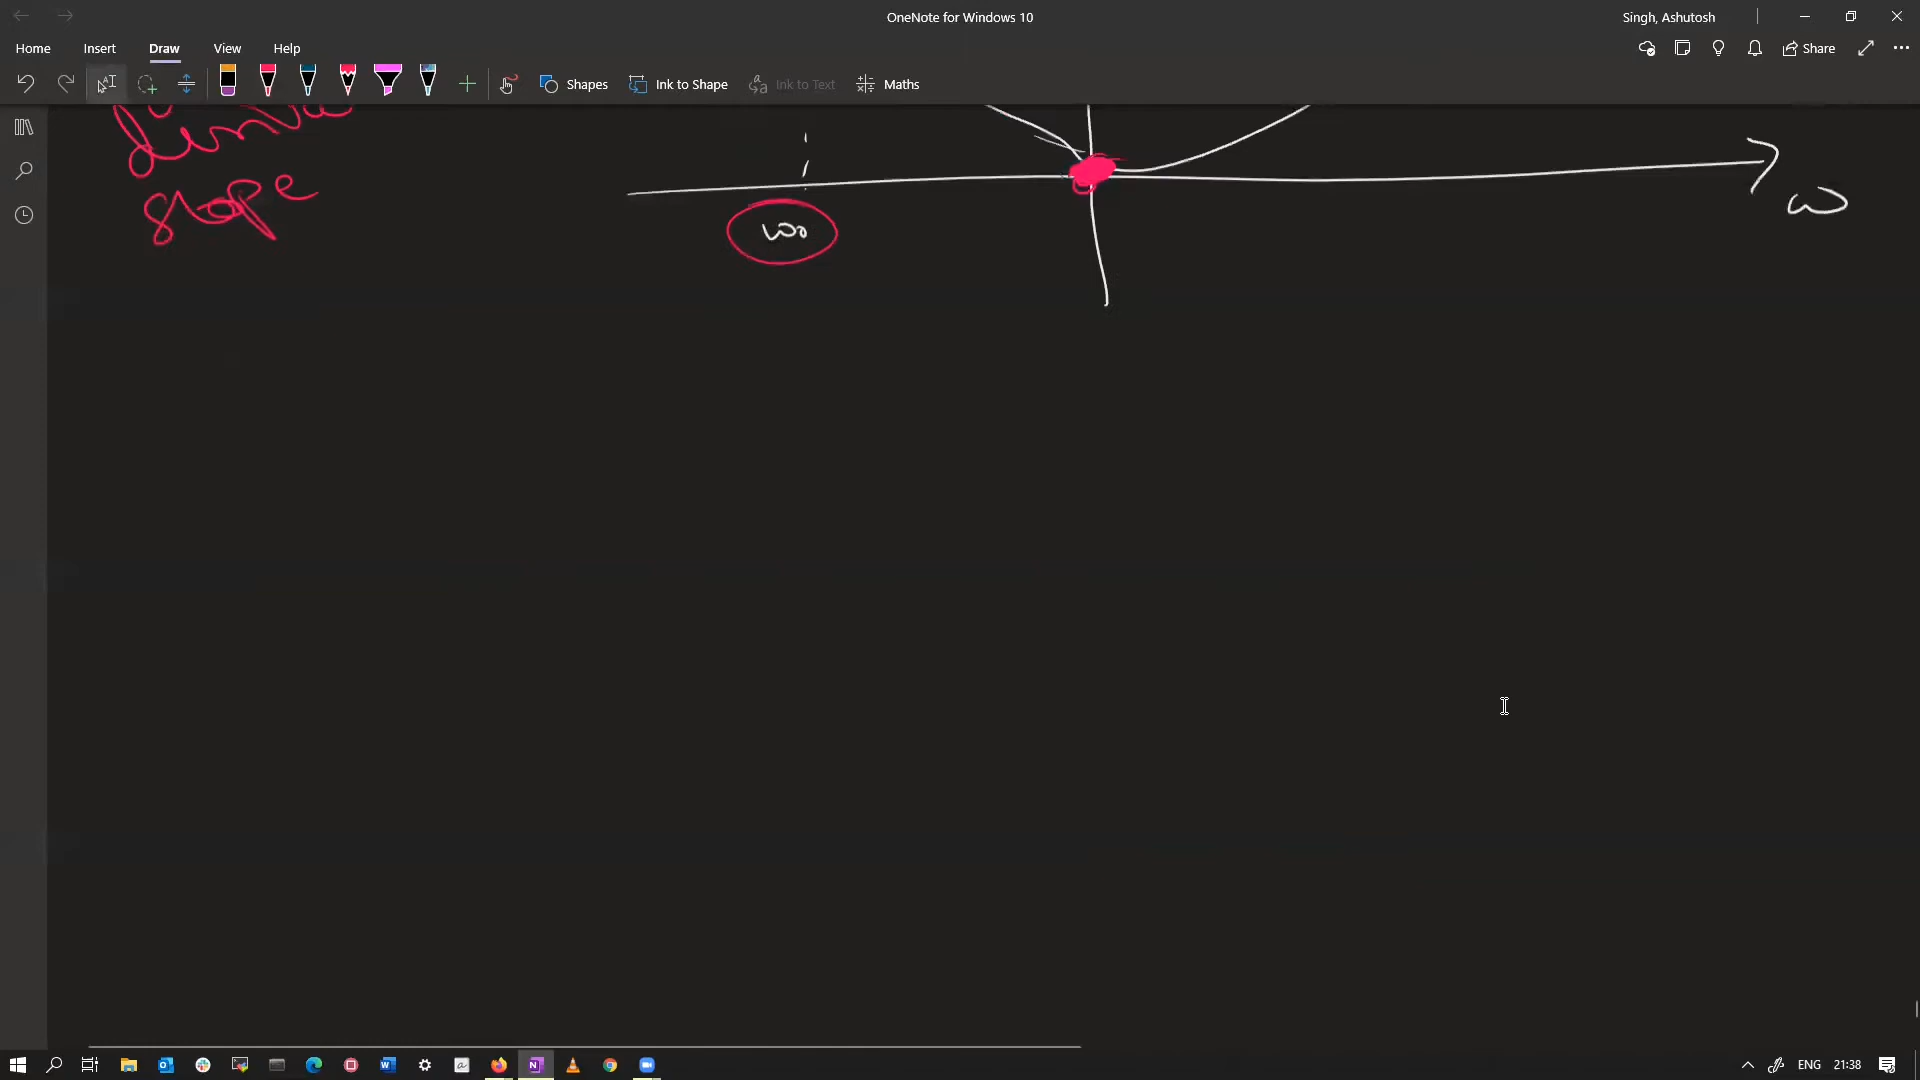 OneNote for Windows 10
Singh, Ashutosh
Home Insert Draw View Help
Share
Shapes
Ink to Shape
Ink to Text
Maths
slope
ω0
ω
ENG 21:38